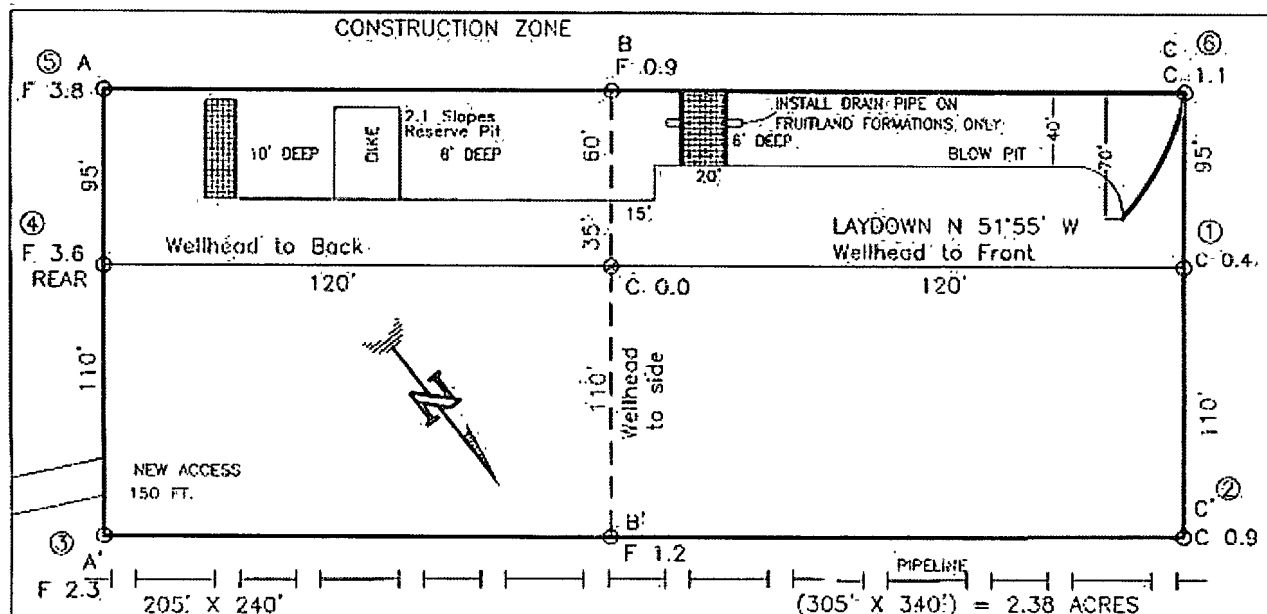 CONSTRUCTION ZONE
⑤ A
F 3.8
B
F 0.9
C ⑥
C 1.1
2.1 Slopes
Reserve Pit
10' DEEP
DIKE
8' DEEP
60'
INSTALL DRAIN PIPE ON
FRUITLAND FORMATIONS ONLY
6' DEEP
BLOW PIT
40'
70'
95'
95'
20'
15'
35'
④
F 3.6
REAR
Wellhead to Back
120'
LAYDOWN N 51°55' W
Wellhead to Front
120'
①
C 0.4
C 0.0
110'
N
110'
Wellhead
to side
110'
NEW ACCESS
150 FT.
③
A'
F 2.3
B'
F 1.2
②
C'
C 0.9
PIPELINE
205' X 240'
(305' X 340') = 2.38 ACRES